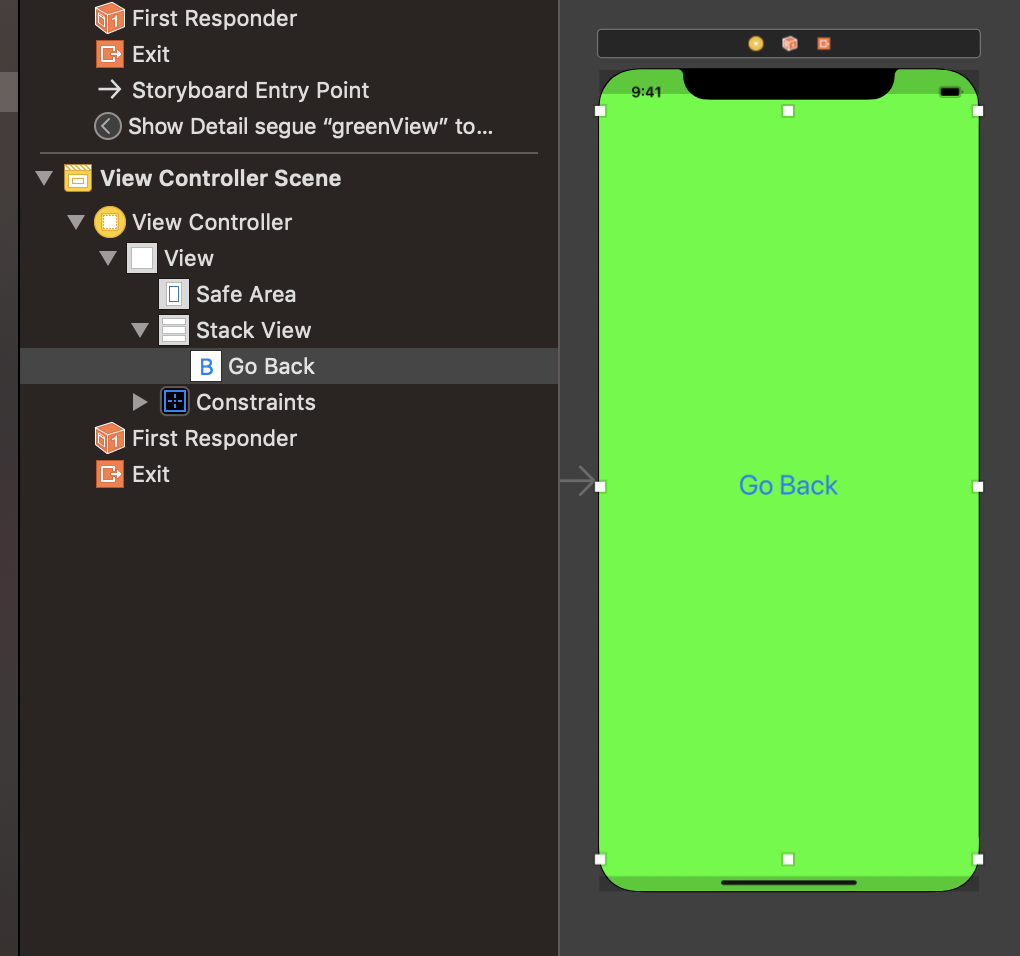 First Responder
Exit
Storyboard Entry Point
Show Detail segue “greenView” to...
View Controller Scene
View Controller
View
Safe Area
Stack View
B Go Back
Constraints
First Responder
Exit
9:41
Go Back